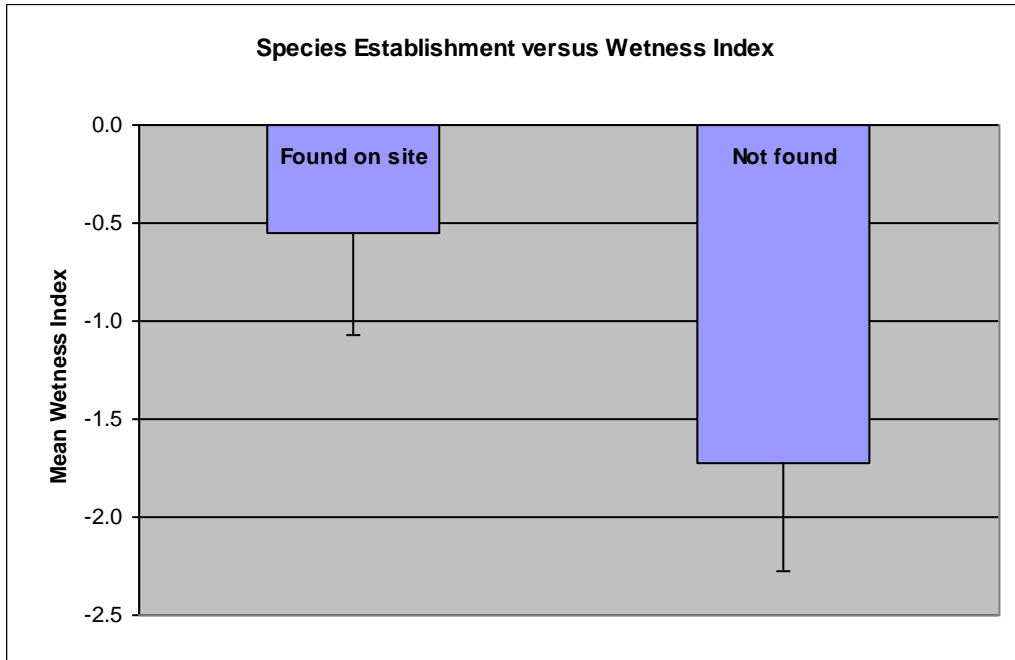 Species Establishment versus Wetness Index
Mean Wetness Index
0.0
-0.5
-1.0
-1.5
-2.0
-2.5
Found on site
Not found